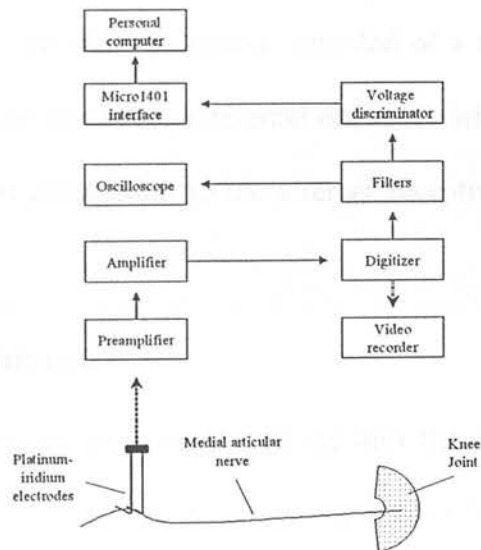 Personal
computer
Micro1401
interface
Voltage
discriminator
Oscilloscope
Filters
Amplifier
Digitizer
Preamplifier
Video
recorder
Medial articular
nerve
Knee
Joint
Platinum-
iridium
electrodes